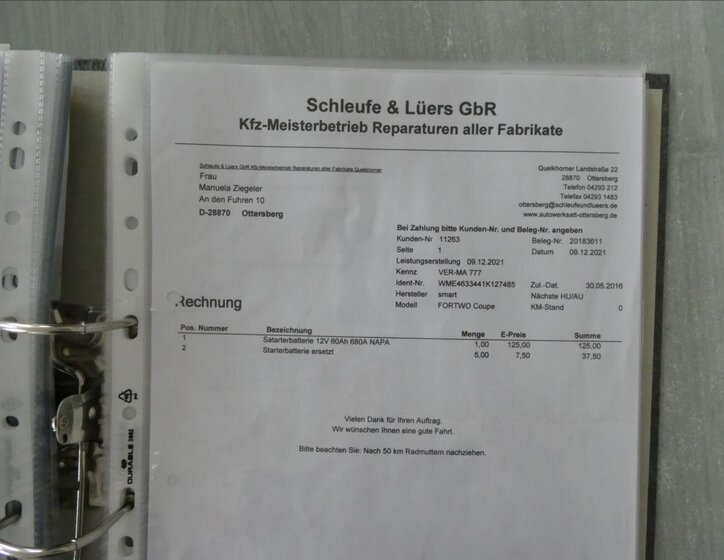 Schleufe & Lüers GbR
Kfz-Meisterbetrieb Reparaturen aller Fabrikate
Schleufe & Lüers GbR Kfz-Meisterbetrieb Reparaturen aller Fabrikate Quelkhorner
Frau
Manuela Ziegeler
An den Fuhren 10
D-28870 Ottersberg
Quelkhorner Landstraße 22
28870 Ottersberg
Telefon 04293 212
Telefax 04293 1483
ottersberg@schleufeundlueers.de
www.autowerksatt-ottersberg.de
Bei Zahlung bitte Kunden-Nr. und Beleg-Nr. angeben
Kunden-Nr 11263 Beleg-Nr. 20183611
Seite 1 Datum 09.12.2021
Leistungserstellung 09.12.2021
Kennz VER-MA 777
Ident-Nr. WME4633441K127485 Zul.-Dat. 30.05.2016
Hersteller smart Nächste HU/AU
Modell FORTWO Coupe KM-Stand 0
Rechnung
Pos. Nummer Bezeichnung Menge E-Preis Summe
1 Satarterbatterie 12V 60Ah 680A NAPA 1,00 125,00 125,00
2 Starterbatterie ersetzt 5,00 7,50 37,50
Vielen Dank für Ihren Auftrag.
Wir wünschen Ihnen eine gute Fahrt.
Bitte beachten Sie: Nach 50 km Radmuttern nachziehen.
PP
DURABLE 2662